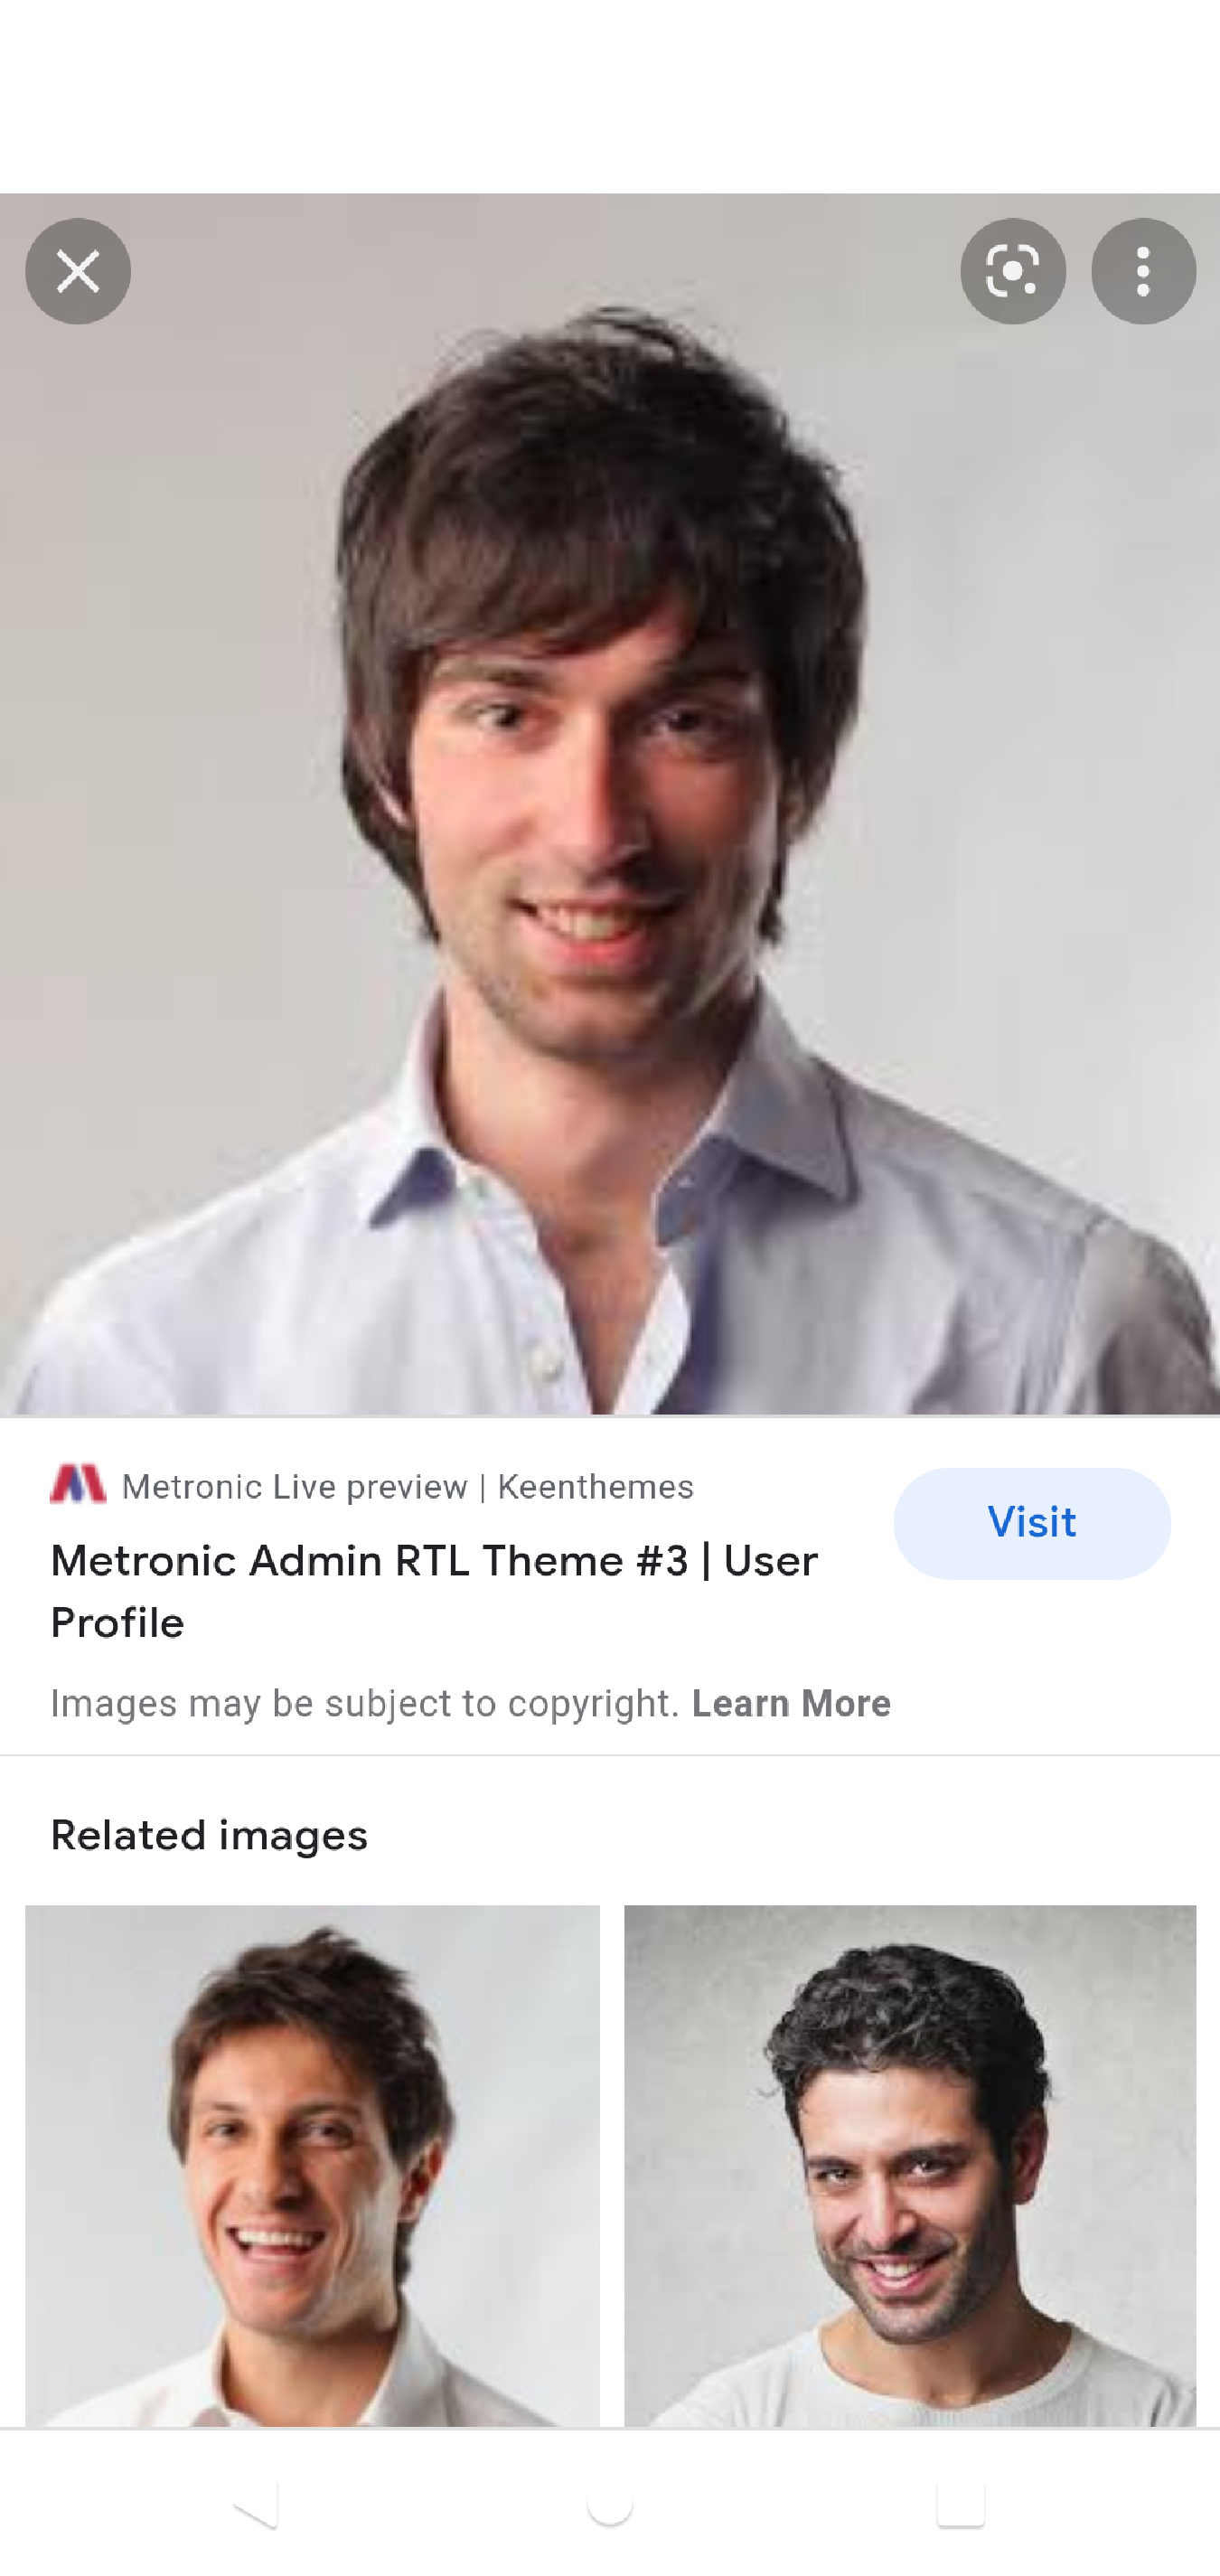 Metronic Live preview | Keenthemes
Visit
Metronic Admin RTL Theme #3 | User
Profile
Images may be subject to copyright. Learn More
Related images